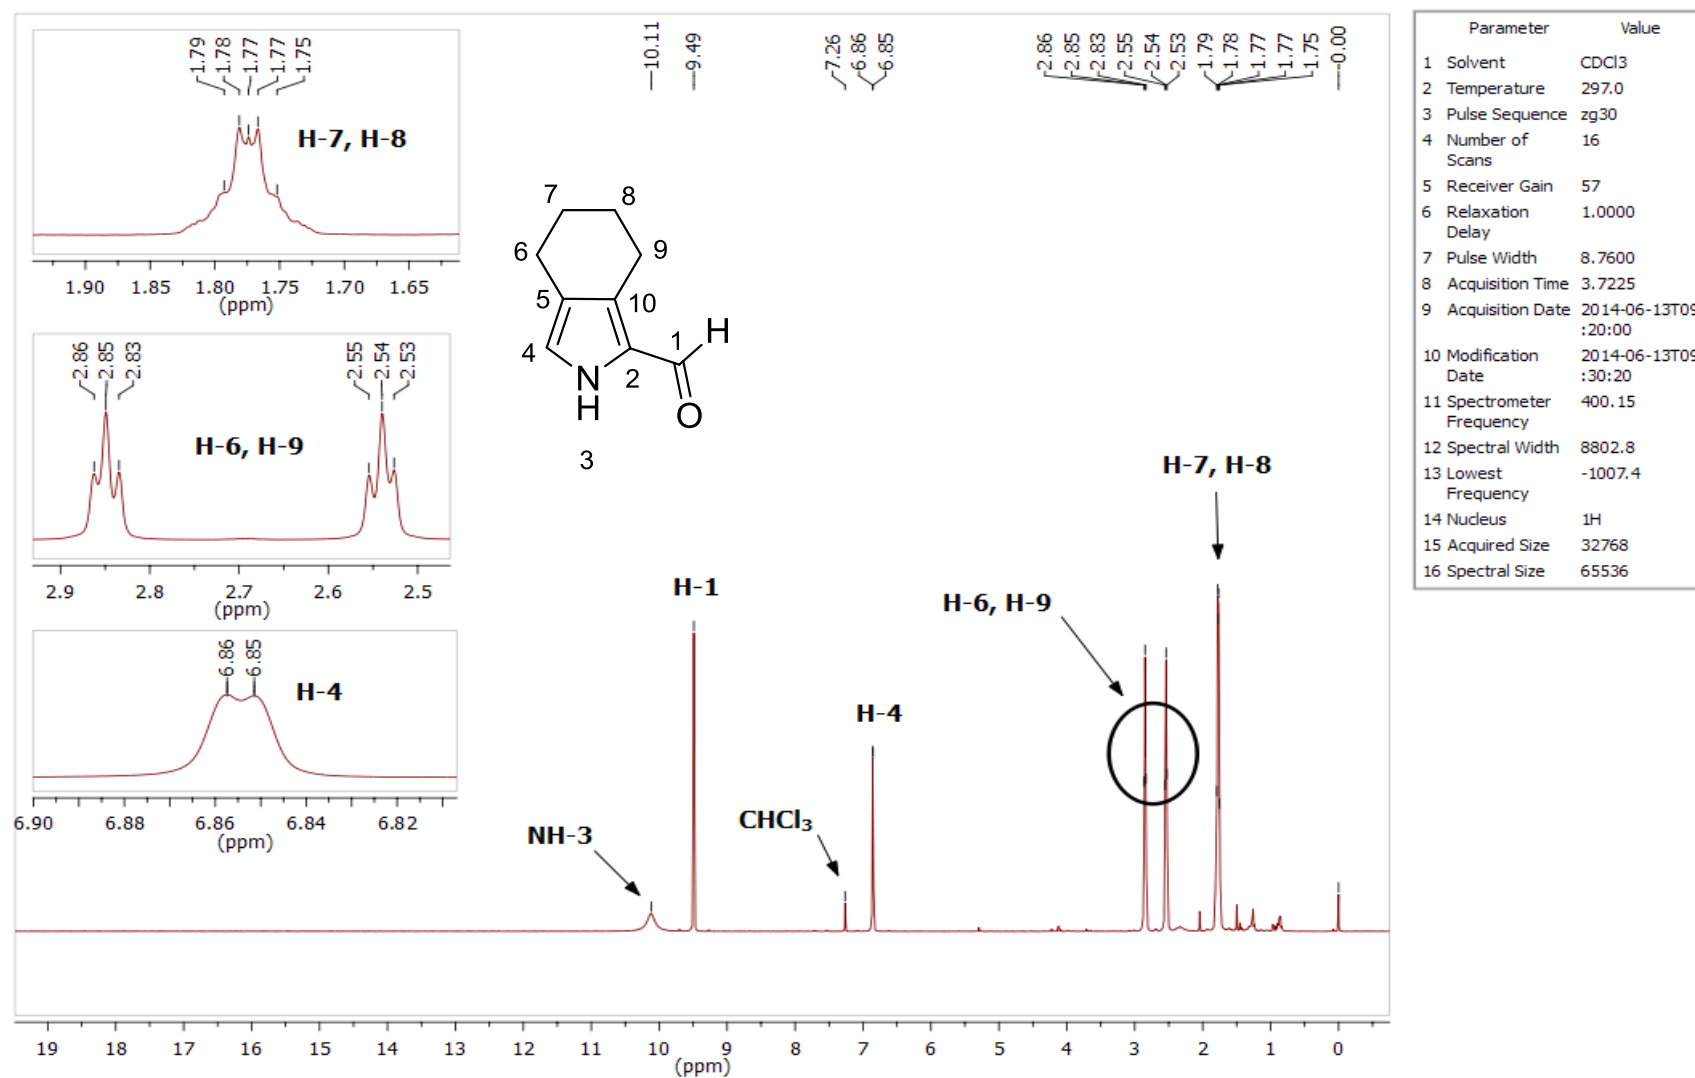 1.79
1.78
1.77
1.77
1.75
H-7, H-8
1.90 1.85 1.80 1.75 1.70 1.65
(ppm)
2.86
2.85
2.83
2.55
2.54
2.53
H-6, H-9
2.9 2.8 2.7 2.6 2.5
(ppm)
6.86
6.85
H-4
6.90 6.88 6.86 6.84 6.82
(ppm)
10.11
9.49
7.26
6.86
6.85
2.86
2.85
2.83
2.55
2.54
2.53
1.79
1.78
1.77
1.77
1.75
0.00
7 8
6 9
5 10
4 N H 2 1 H
O
3
NH-3
H-1
CHCl3
H-4
H-6, H-9
H-7, H-8
19 18 17 16 15 14 13 12 11 10 9 8 7 6 5 4 3 2 1 0
(ppm)
Parameter Value
1 Solvent CDCl3
2 Temperature 297.0
3 Pulse Sequence zg30
4 Number of 16
Scans
5 Receiver Gain 57
6 Relaxation 1.0000
Delay
7 Pulse Width 8.7600
8 Acquisition Time 3.7225
9 Acquisition Date 2014-06-13T09
:20:00
10 Modification 2014-06-13T09
Date :30:20
11 Spectrometer 400.15
Frequency
12 Spectral Width 8802.8
13 Lowest -1007.4
Frequency
14 Nucleus 1H
15 Acquired Size 32768
16 Spectral Size 65536